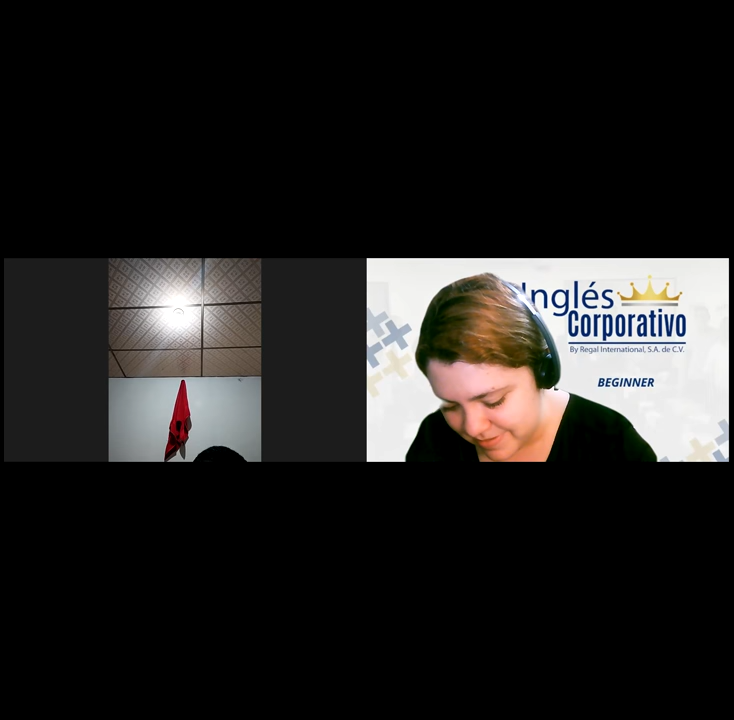 Inglés
Corporativo
By Regal International, S.A. de C.V.
BEGINNER